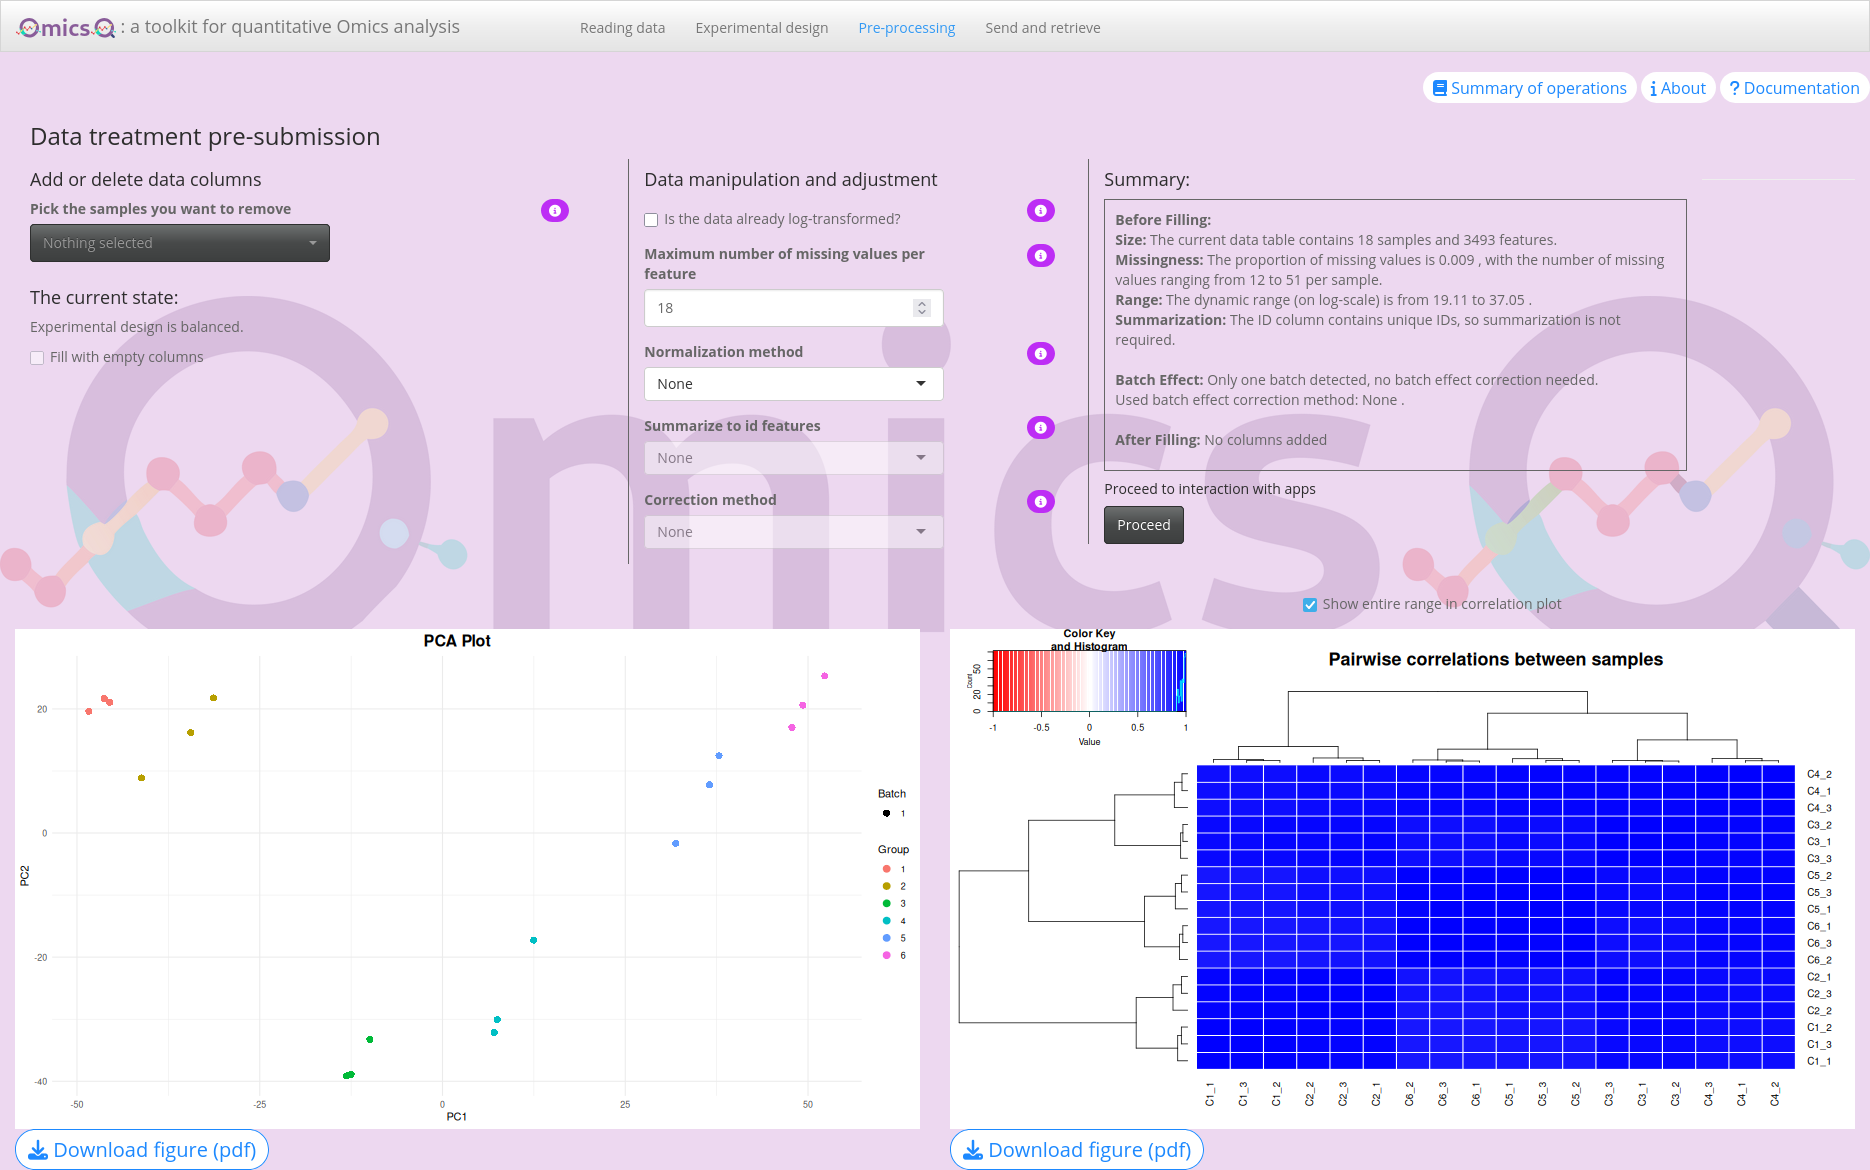 OmicsQ : a toolkit for quantitative Omics analysis
Reading data
Experimental design
Pre-processing
Send and retrieve
Summary of operations
About
Documentation
Data treatment pre-submission
Add or delete data columns
Pick the samples you want to remove
Nothing selected
The current state:
Experimental design is balanced.
Fill with empty columns
Data manipulation and adjustment
Is the data already log-transformed?
Maximum number of missing values per
feature
18
Normalization method
None
Summarize to id features
None
Correction method
None
Summary:
Before Filling:
Size: The current data table contains 18 samples and 3493 features.
Missingness: The proportion of missing values is 0.009 , with the number of missing
values ranging from 12 to 51 per sample.
Range: The dynamic range (on log-scale) is from 19.11 to 37.05 .
Summarization: The ID column contains unique IDs, so summarization is not
required.
Batch Effect: Only one batch detected, no batch effect correction needed.
Used batch effect correction method: None .
After Filling: No columns added
Proceed to interaction with apps
Proceed
Show entire range in correlation plot
Omics
PCA Plot
20
0
-20
-40
PC2
-50
-25
0
25
50
PC1
Batch
1
Group
1
2
3
4
5
6
Color Key
and Histogram
Count
0 20 50
-1
-0.5
0
0.5
1
Value
Pairwise correlations between samples
C4_2
C4_1
C4_3
C3_2
C3_1
C3_3
C5_2
C5_3
C5_1
C6_1
C6_3
C6_2
C2_1
C2_3
C2_2
C1_2
C1_3
C1_1
C1_1
C1_3
C1_2
C2_2
C2_3
C2_1
C6_2
C6_3
C6_1
C5_1
C5_3
C5_2
C3_3
C3_1
C3_2
C4_3
C4_1
C4_2
Download figure (pdf)
Download figure (pdf)